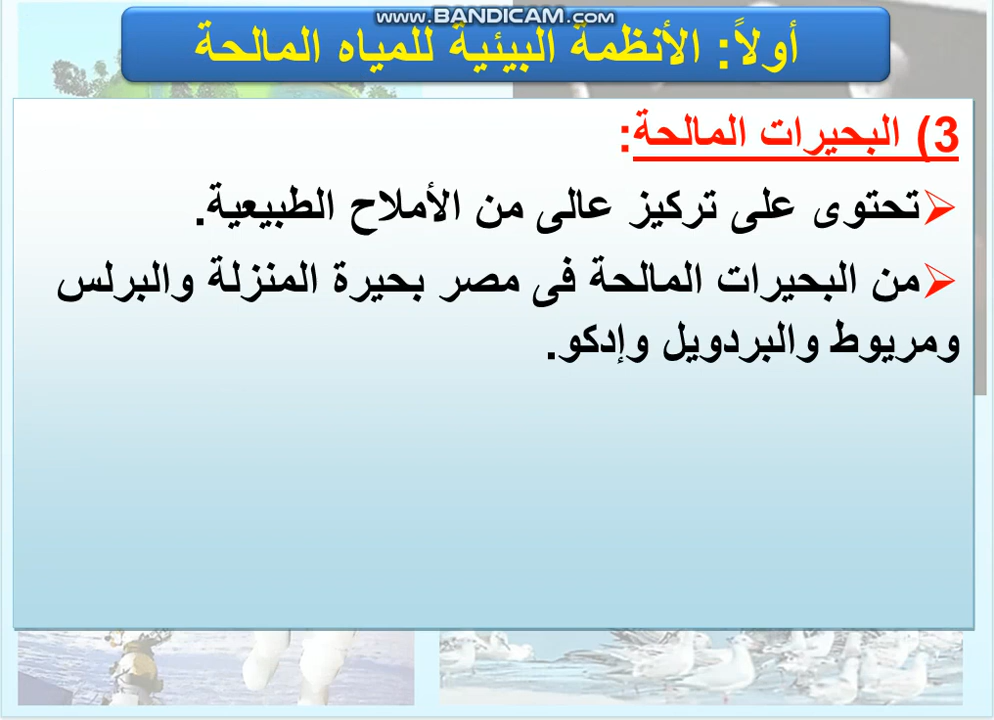 WWW.BANDICAM.COM
أولاً: الأنظمة البيئية للمياه المالحة
3) البحيرات المالحة:
تحتوى على تركيز عالى من الأملاح الطبيعية.
من البحيرات المالحة فى مصر بحيرة المنزلة والبرلس
ومريوط والبردويل وإدكو.